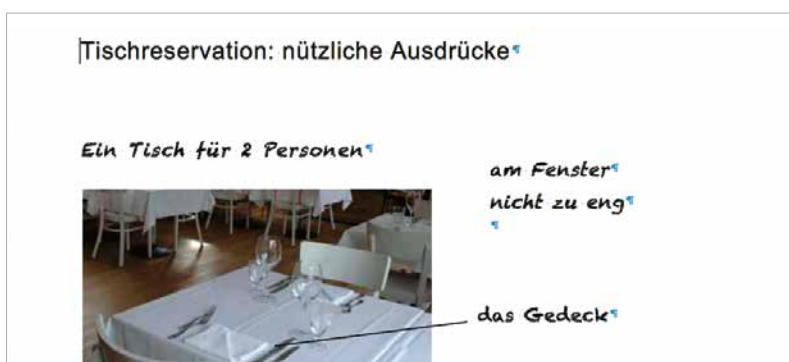 Tischreservation: nützliche Ausdrücke
Ein Tisch für 2 Personen
am Fenster
nicht zu eng
das Gedeck